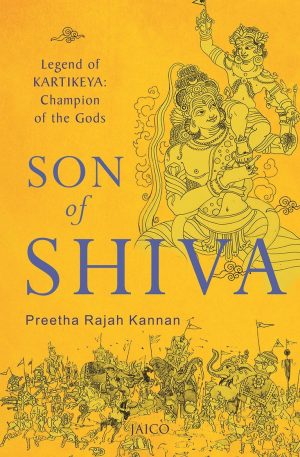 Legend of
KARTIKEYA:
Champion
of the Gods
SON
of
SHIVA
Preetha Rajah Kannan
JAICO